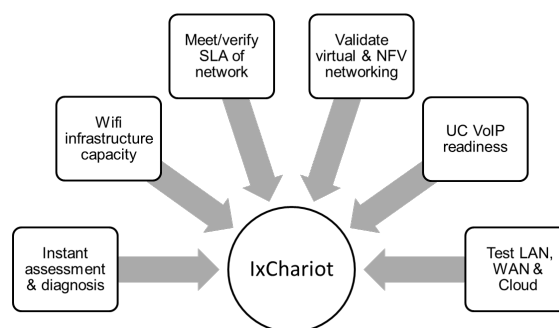 Meet/verify
SLA of
network
Validate
virtual & NFV
networking
Wifi
infrastructure
capacity
UC VoIP
readiness
Instant
assessment
& diagnosis
IxChariot
Test LAN,
WAN &
Cloud